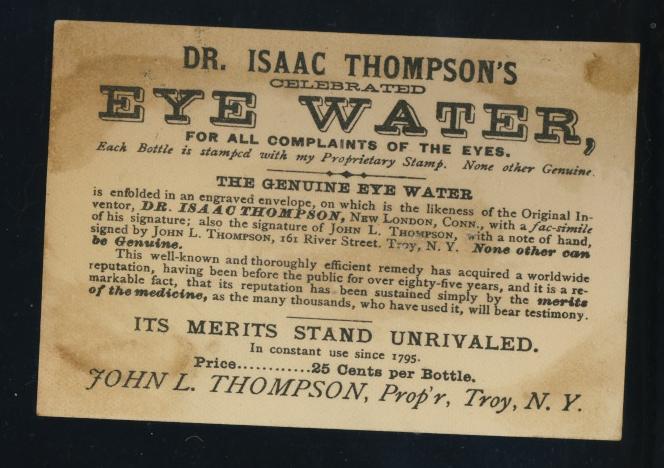 DR. ISAAC THOMPSON'S
CELEBRATED
EYE WATER,
FOR ALL COMPLAINTS OF THE EYES.
Each Bottle is stamped with my Proprietary Stamp. None other Genuine.
THE GENUINE EYE WATER
is enfolded in an engraved envelope, on which is the likeness of the Original In-
ventor, DR. ISAAC THOMPSON, NEW LONDON, CONN., with a fac-simile
of his signature; also the signature of JOHN L. THOMPSON, with a note of hand,
signed by JOHN L. THOMPSON, 161 River Street. Troy, N. Y. None other can
be Genuine.
This well-known and thoroughly efficient remedy has acquired a worldwide
reputation, having been before the public for over eighty-five years, and it is a re-
markable fact, that its reputation has been sustained simply by the merits
of the medicine, as the many thousands, who have used it, will bear testimony.
ITS MERITS STAND UNRIVALED.
In constant use since 1795.
Price............25 Cents per Bottle.
JOHN L. THOMPSON, Prop'r, Troy, N. Y.